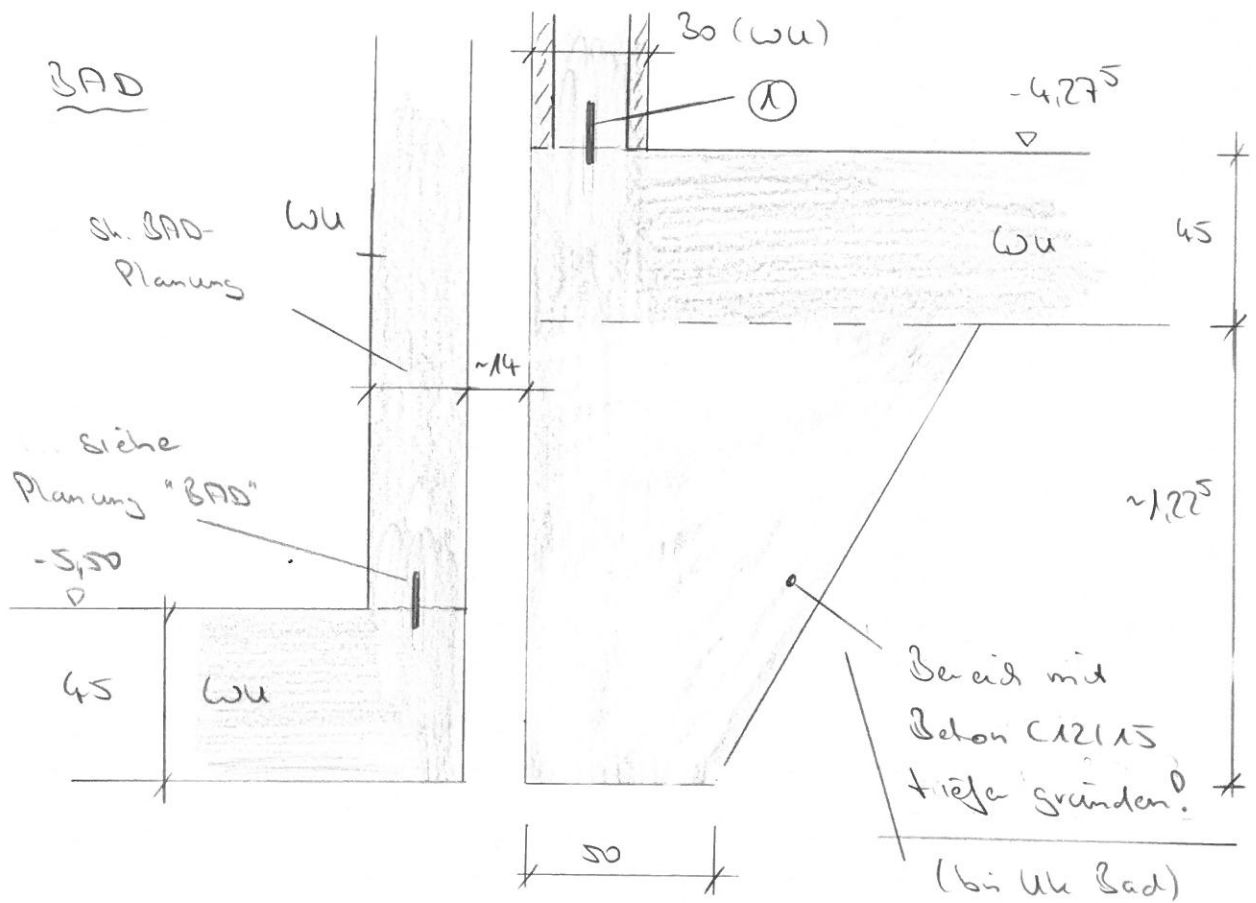 BAD
30 (WU)
1
-4,27⁵
sh. BAD-
Planung
WU
WU
45
~14
siehe
Planung "BAD"
-5,50
~1,22⁵
45
WU
Bereich mit
Beton C12/15
tiefer gründen!
(bis UK Bad)
50